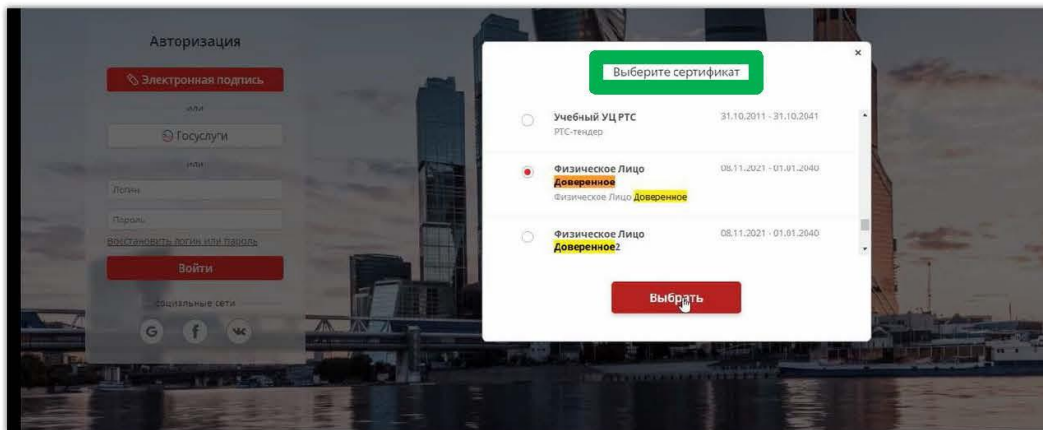 Авторизация
Электронная подпись
или
Госуслуги
или
Логин
Пароль
Восстановить логин или пароль
Войти
социальные сети
G f
Выберите сертификат
×
Учебный УЦ РТС 31.10.2011 - 31.10.2041
РТС-тендер
Физическое Лицо 08.11.2021 - 01.01.2040
Доверенное
Физическое Лицо Доверенное
Физическое Лицо 08.11.2021 - 01.01.2040
Доверенное2
Выбрать